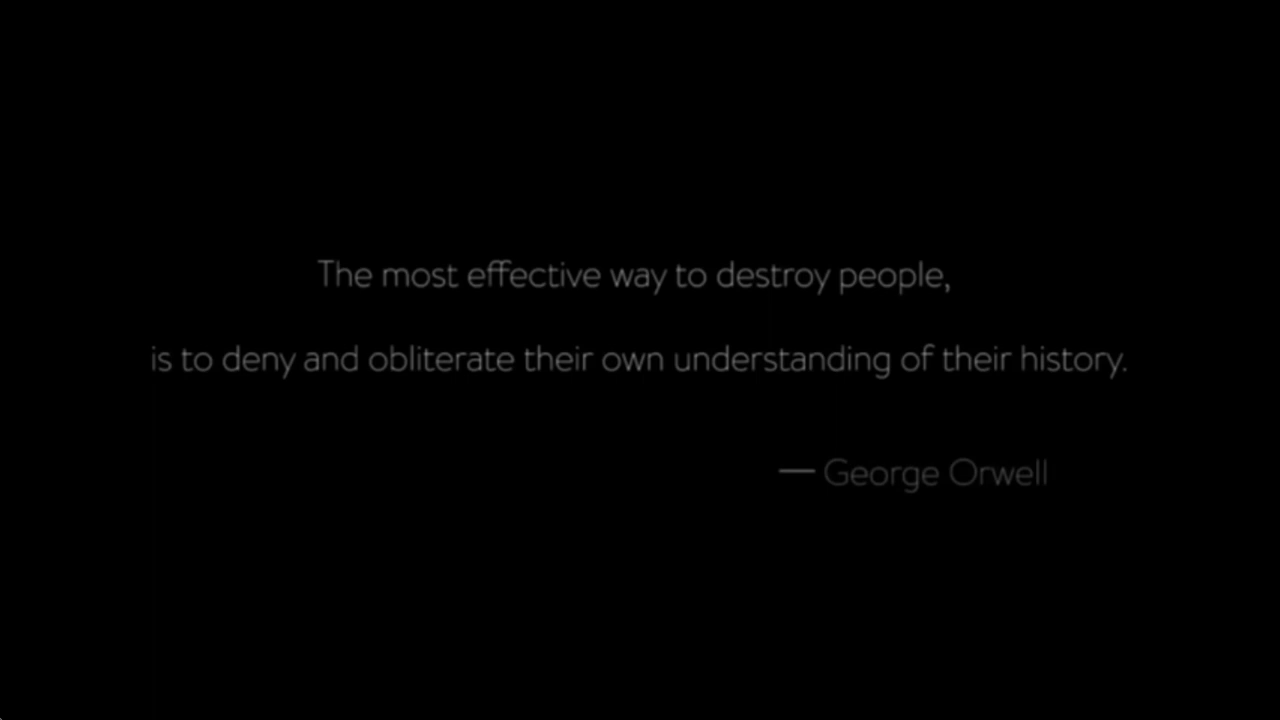 The most effective way to destroy people,
is to deny and obliterate their own understanding of their history.
— George Orwell